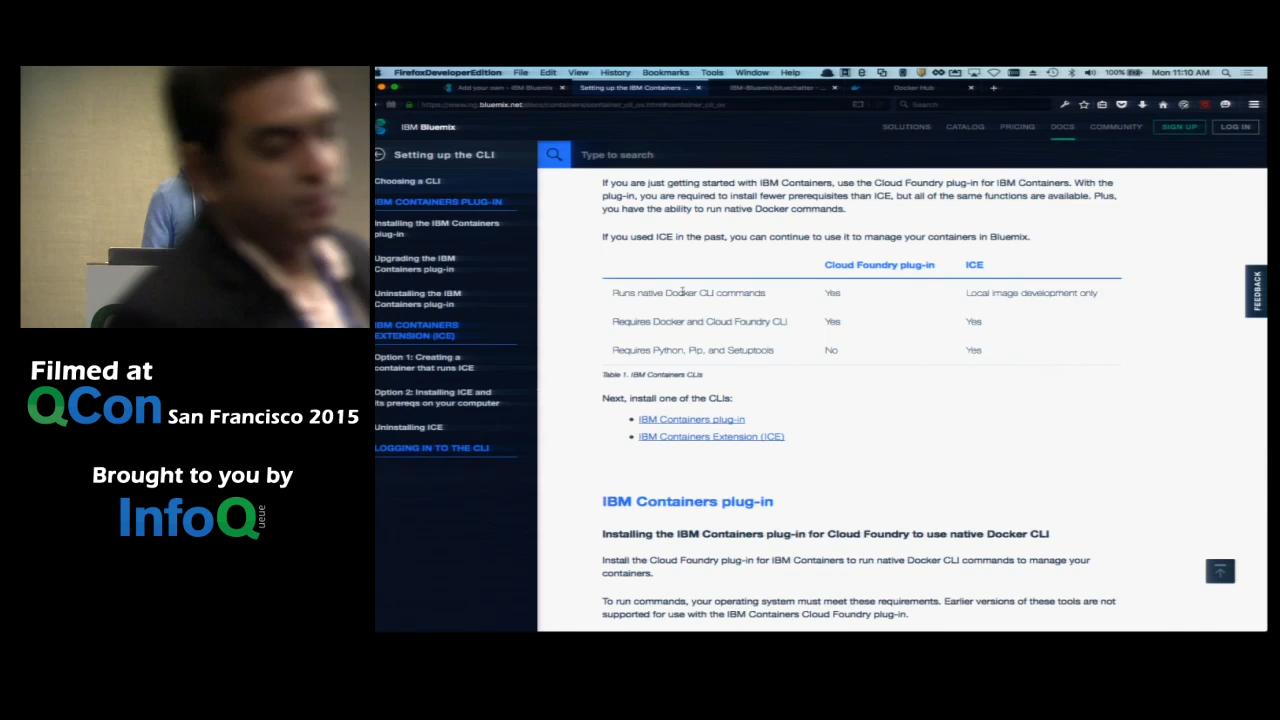 FirefoxDeveloperEdition File Edit View History Bookmarks Tools Window Help 100% Mon 11:10 AM
Add your own - IBM Bluemix
Setting up the IBM Containers ...
IBM-Bluemix/bluechatter · ...
Docker Hub
Search
IBM Bluemix
SOLUTIONS CATALOG PRICING DOCS COMMUNITY SIGN UP LOG IN
Setting up the CLI
Type to search
Choosing a CLI
IBM CONTAINERS PLUG-IN
Installing the IBM Containers
plug-in
Upgrading the IBM
Containers plug-in
Uninstalling the IBM
Containers plug-in
IBM CONTAINERS
EXTENSION (ICE)
Option 1: Creating a
container that runs ICE
Option 2: Installing ICE and
its prereqs on your computer
Uninstalling ICE
LOGGING IN TO THE CLI
If you are just getting started with IBM Containers, use the Cloud Foundry plug-in for IBM Containers. With the
plug-in, you are required to install fewer prerequisites than ICE, but all of the same functions are available. Plus,
you have the ability to run native Docker commands.
If you used ICE in the past, you can continue to use it to manage your containers in Bluemix.
Cloud Foundry plug-in ICE
Runs native Docker CLI commands Yes Local image development only
Requires Docker and Cloud Foundry CLI Yes Yes
Requires Python, Pip, and Setuptools No Yes
Table 1. IBM Containers CLIs
Next, install one of the CLIs:
• IBM Containers plug-in
• IBM Containers Extension (ICE)
IBM Containers plug-in
Installing the IBM Containers plug-in for Cloud Foundry to use native Docker CLI
Install the Cloud Foundry plug-in for IBM Containers to run native Docker CLI commands to manage your
containers.
To run commands, your operating system must meet these requirements. Earlier versions of these tools are not
supported for use with the IBM Containers Cloud Foundry plug-in.
FEEDBACK
Filmed at
QCon San Francisco 2015
Brought to you by
InfoQ
ueue